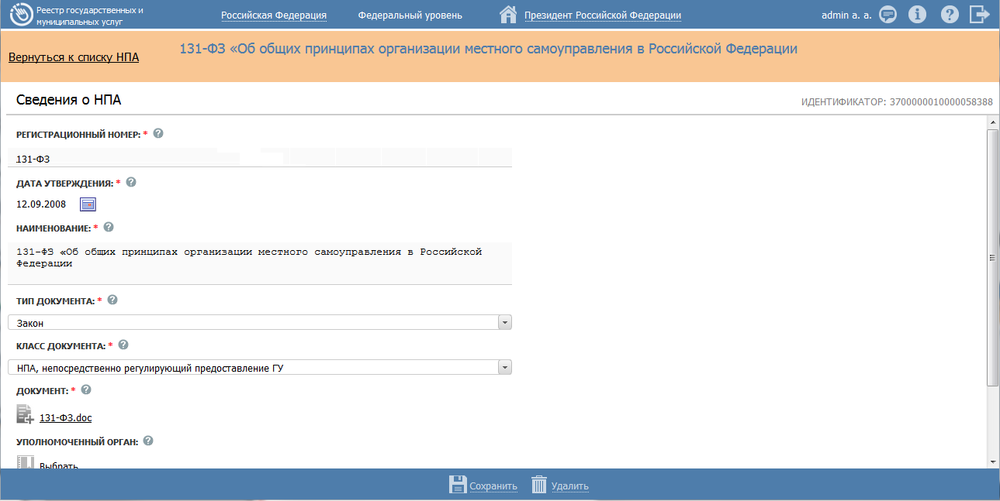 Реестр государственных и
муниципальных услуг
Российская Федерация
Федеральный уровень
Президент Российской Федерации
admin a. a.
Вернуться к списку НПА
131-ФЗ «Об общих принципах организации местного самоуправления в Российской Федерации
Сведения о НПА
ИДЕНТИФИКАТОР: 3700000010000058388
РЕГИСТРАЦИОННЫЙ НОМЕР: *
131-ФЗ
ДАТА УТВЕРЖДЕНИЯ: *
12.09.2008
НАИМЕНОВАНИЕ: *
131-ФЗ «Об общих принципах организации местного самоуправления в Российской
Федерации
ТИП ДОКУМЕНТА: *
Закон
КЛАСС ДОКУМЕНТА: *
НПА, непосредственно регулирующий предоставление ГУ
ДОКУМЕНТ: *
131-ФЗ.doc
УПОЛНОМОЧЕННЫЙ ОРГАН:
Выбрать
Сохранить
Удалить